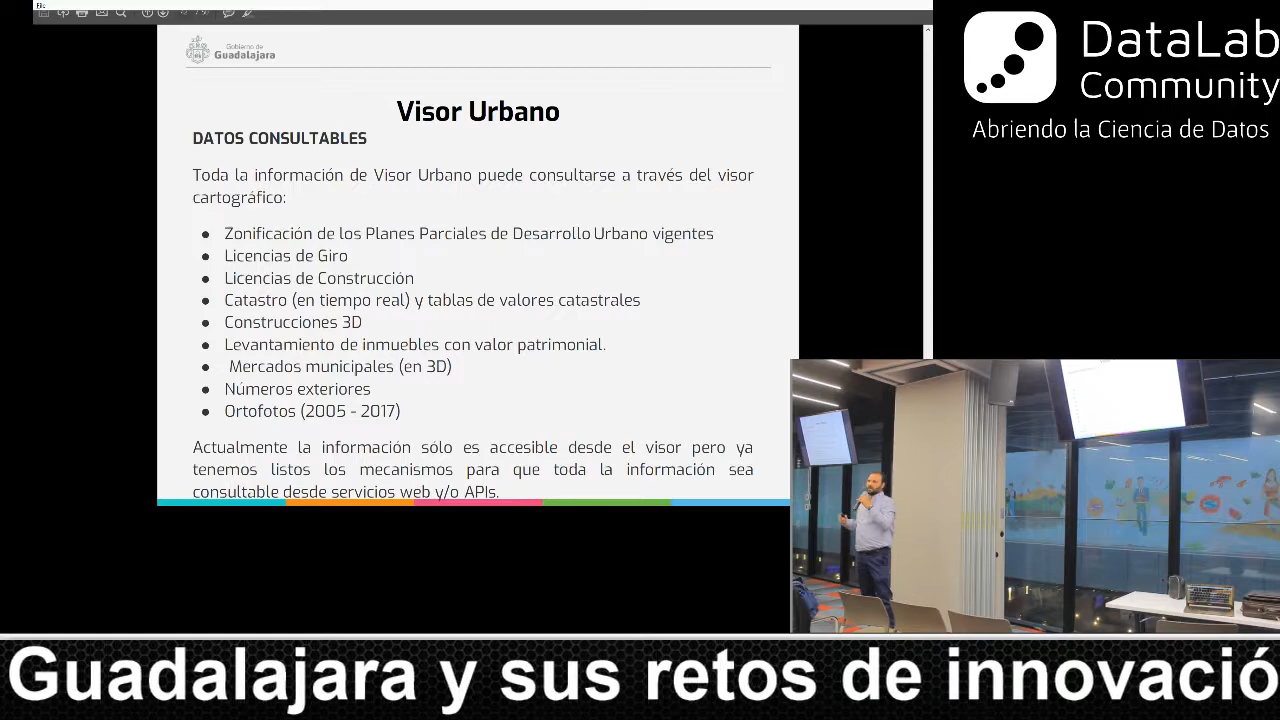 File
Gobierno de
Guadalajara
DataLab
Community
Abriendo la Ciencia de Datos
Visor Urbano
DATOS CONSULTABLES
Toda la información de Visor Urbano puede consultarse a través del visor
cartográfico:
● Zonificación de los Planes Parciales de Desarrollo Urbano vigentes
● Licencias de Giro
● Licencias de Construcción
● Catastro (en tiempo real) y tablas de valores catastrales
● Construcciones 3D
● Levantamiento de inmuebles con valor patrimonial.
● Mercados municipales (en 3D)
● Números exteriores
● Ortofotos (2005 - 2017)
Actualmente la información sólo es accesible desde el visor pero ya
tenemos listos los mecanismos para que toda la información sea
consultable desde servicios web y/o APIs.
Guadalajara y sus retos de innovació